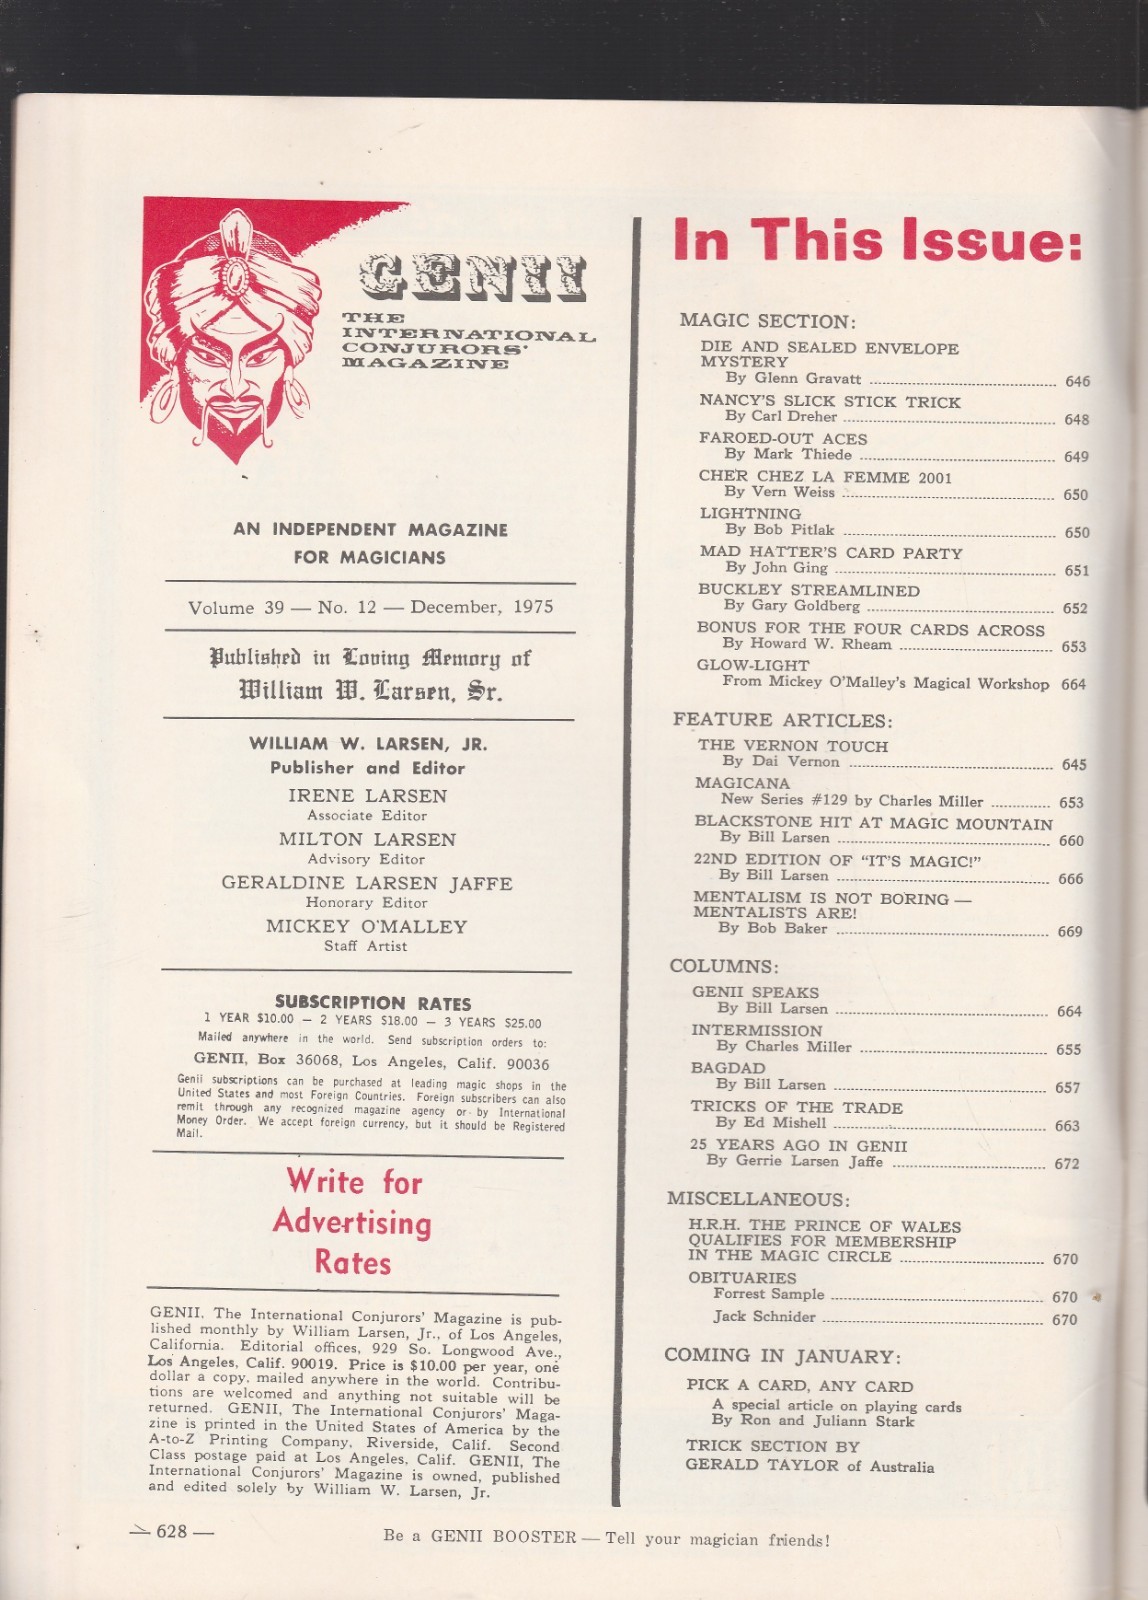 GENII
THE
INTERNATIONAL
CONJURORS'
MAGAZINE
AN INDEPENDENT MAGAZINE
FOR MAGICIANS
Volume 39 — No. 12 — December, 1975
Published in Loving Memory of
William W. Larsen, Sr.
WILLIAM W. LARSEN, JR.
Publisher and Editor
IRENE LARSEN
Associate Editor
MILTON LARSEN
Advisory Editor
GERALDINE LARSEN JAFFE
Honorary Editor
MICKEY O'MALLEY
Staff Artist
SUBSCRIPTION RATES
1 YEAR $10.00 — 2 YEARS $18.00 — 3 YEARS $25.00
Mailed anywhere in the world. Send subscription orders to:
GENII, Box 36068, Los Angeles, Calif. 90036
Genii subscriptions can be purchased at leading magic shops in the
United States and most Foreign Countries. Foreign subscribers can also
remit through any recognized magazine agency or by International
Money Order. We accept foreign currency, but it should be Registered
Mail.
Write for
Advertising
Rates
GENII, The International Conjurors' Magazine is pub-
lished monthly by William Larsen, Jr., of Los Angeles,
California. Editorial offices, 929 So. Longwood Ave.,
Los Angeles, Calif. 90019. Price is $10.00 per year, one
dollar a copy, mailed anywhere in the world. Contribu-
tions are welcomed and anything not suitable will be
returned. GENII, The International Conjurors' Maga-
zine is printed in the United States of America by the
A-to-Z Printing Company, Riverside, Calif. Second
Class postage paid at Los Angeles, Calif. GENII, The
International Conjurors' Magazine is owned, published
and edited solely by William W. Larsen, Jr.
In This Issue:
MAGIC SECTION:
DIE AND SEALED ENVELOPE
MYSTERY
By Glenn Gravatt 646
NANCY'S SLICK STICK TRICK
By Carl Dreher 648
FAROED-OUT ACES
By Mark Thiede 649
CHER CHEZ LA FEMME 2001
By Vern Weiss 650
LIGHTNING
By Bob Pitlak 650
MAD HATTER'S CARD PARTY
By John Ging 651
BUCKLEY STREAMLINED
By Gary Goldberg 652
BONUS FOR THE FOUR CARDS ACROSS
By Howard W. Rheam 653
GLOW-LIGHT
From Mickey O'Malley's Magical Workshop 664
FEATURE ARTICLES:
THE VERNON TOUCH
By Dai Vernon 645
MAGICANA
New Series #129 by Charles Miller 653
BLACKSTONE HIT AT MAGIC MOUNTAIN
By Bill Larsen 660
22ND EDITION OF "IT'S MAGIC!"
By Bill Larsen 666
MENTALISM IS NOT BORING —
MENTALISTS ARE!
By Bob Baker 669
COLUMNS:
GENII SPEAKS
By Bill Larsen 664
INTERMISSION
By Charles Miller 655
BAGDAD
By Bill Larsen 657
TRICKS OF THE TRADE
By Ed Mishell 663
25 YEARS AGO IN GENII
By Gerrie Larsen Jaffe 672
MISCELLANEOUS:
H.R.H. THE PRINCE OF WALES
QUALIFIES FOR MEMBERSHIP
IN THE MAGIC CIRCLE 670
OBITUARIES
Forrest Sample 670
Jack Schnider 670
COMING IN JANUARY:
PICK A CARD, ANY CARD
A special article on playing cards
By Ron and Juliann Stark
TRICK SECTION BY
GERALD TAYLOR of Australia
— 628 —
Be a GENII BOOSTER — Tell your magician friends!